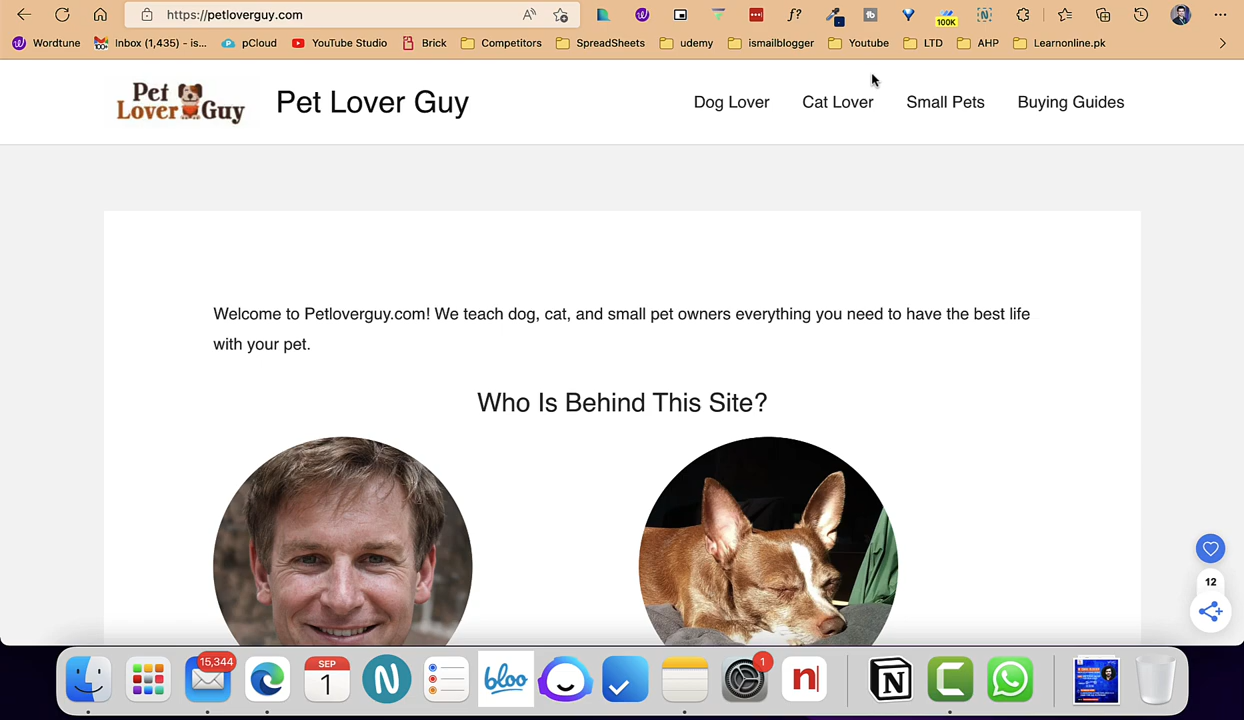 https://petloverguy.com
100K
Wordtune
Inbox (1,435) - is...
pCloud
YouTube Studio
Brick
Competitors
SpreadSheets
udemy
ismailblogger
Youtube
LTD
AHP
Learnonline.pk
Pet
Lover Guy
Pet Lover Guy
Dog Lover
Cat Lover
Small Pets
Buying Guides
Welcome to Petloverguy.com! We teach dog, cat, and small pet owners everything you need to have the best life
with your pet.
Who Is Behind This Site?
12
15,344
SEP
1
N
bloo
1
n
N
C